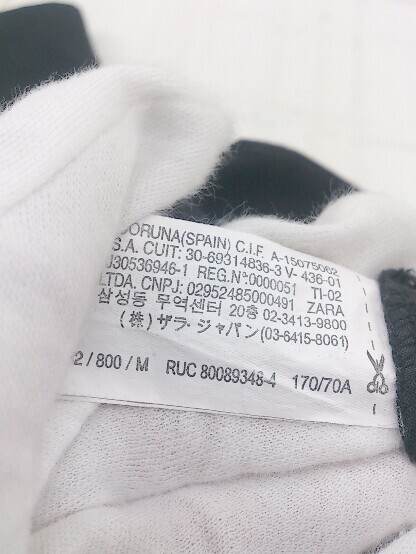 ORUNA(SPAIN) C.I.F. A-15075062
S.A. CUIT: 30-69314836-3 V- 436-01
J30536946-1 REG.N°:0000051 TI-02
LTDA. CNPJ: 02952485000491 ZARA
삼성동 무역센터 20층 02-3413-9800
(株) ザラ・ジャパン (03-6415-8061)
2 / 800 / M RUC 80089348-4 170/70A